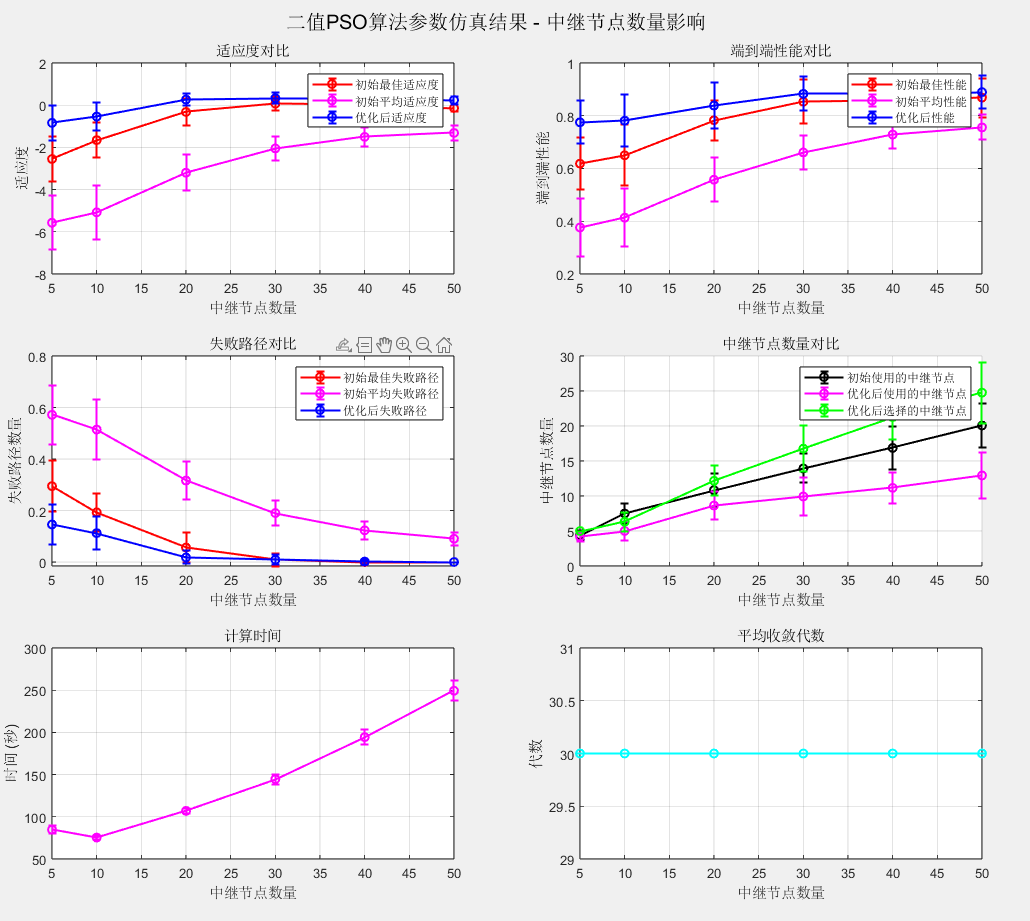 二值PSO算法参数仿真结果 - 中继节点数量影响
适应度对比
2
0
-2
-4
-6
-8
适应度
初始最佳适应度
初始平均适应度
优化后适应度
5 10 15 20 25 30 35 40 45 50
中继节点数量
端到端性能对比
1
0.8
0.6
0.4
0.2
端到端性能
初始最佳性能
初始平均性能
优化后性能
5 10 15 20 25 30 35 40 45 50
中继节点数量
失败路径对比
0.8
0.6
0.4
0.2
0
失败路径数量
初始最佳失败路径
初始平均失败路径
优化后失败路径
5 10 15 20 25 30 35 40 45 50
中继节点数量
中继节点数量对比
30
25
20
15
10
5
0
中继节点数量
初始使用的中继节点
优化后使用的中继节点
优化后选择的中继节点
5 10 15 20 25 30 35 40 45 50
中继节点数量
计算时间
300
250
200
150
100
50
时间 (秒)
5 10 15 20 25 30 35 40 45 50
中继节点数量
平均收敛代数
31
30.5
30
29.5
29
代数
5 10 15 20 25 30 35 40 45 50
中继节点数量